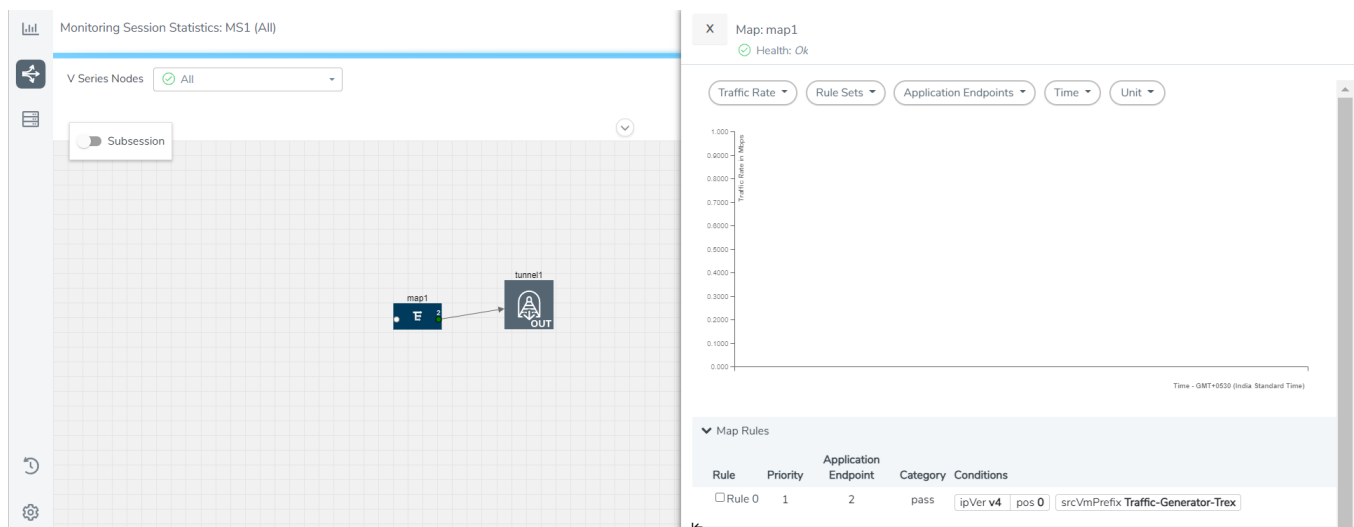 Monitoring Session Statistics: MS1 (All)
V Series Nodes All
Subsession
map1
2
tunnel1
OUT
X Map: map1
Health: Ok
Traffic Rate Rule Sets Application Endpoints Time Unit
1.000
0.9000
0.8000
0.7000
0.6000
0.5000
0.4000
0.3000
0.2000
0.1000
0.000
Traffic Rate in Mbps
Time - GMT+0530 (India Standard Time)
Map Rules
Rule Priority Application Endpoint Category Conditions
Rule 0 1 2 pass ipVer v4 pos 0 srcVmPrefix Traffic-Generator-Trex